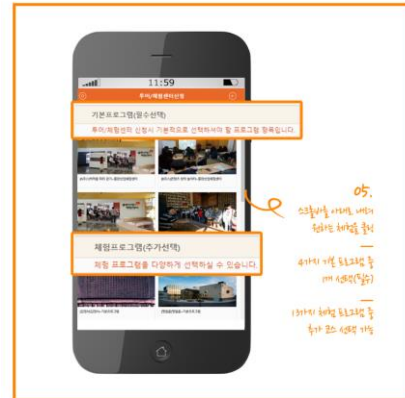 11:59
투어/체험센터신청
기본프로그램(필수선택)
투어/체험센터 신청시 기본적으로 선택하셔야 할 프로그램 항목입니다.
체험프로그램(추가선택)
체험 프로그램을 다양하게 선택하실 수 있습니다.
05.
스크롤바를 아래로 내려
원하는 체험을 클릭
4가지 기본 프로그램 중
1개 선택(필수)
13가지 체험 프로그램 중
추가 코스 선택 가능